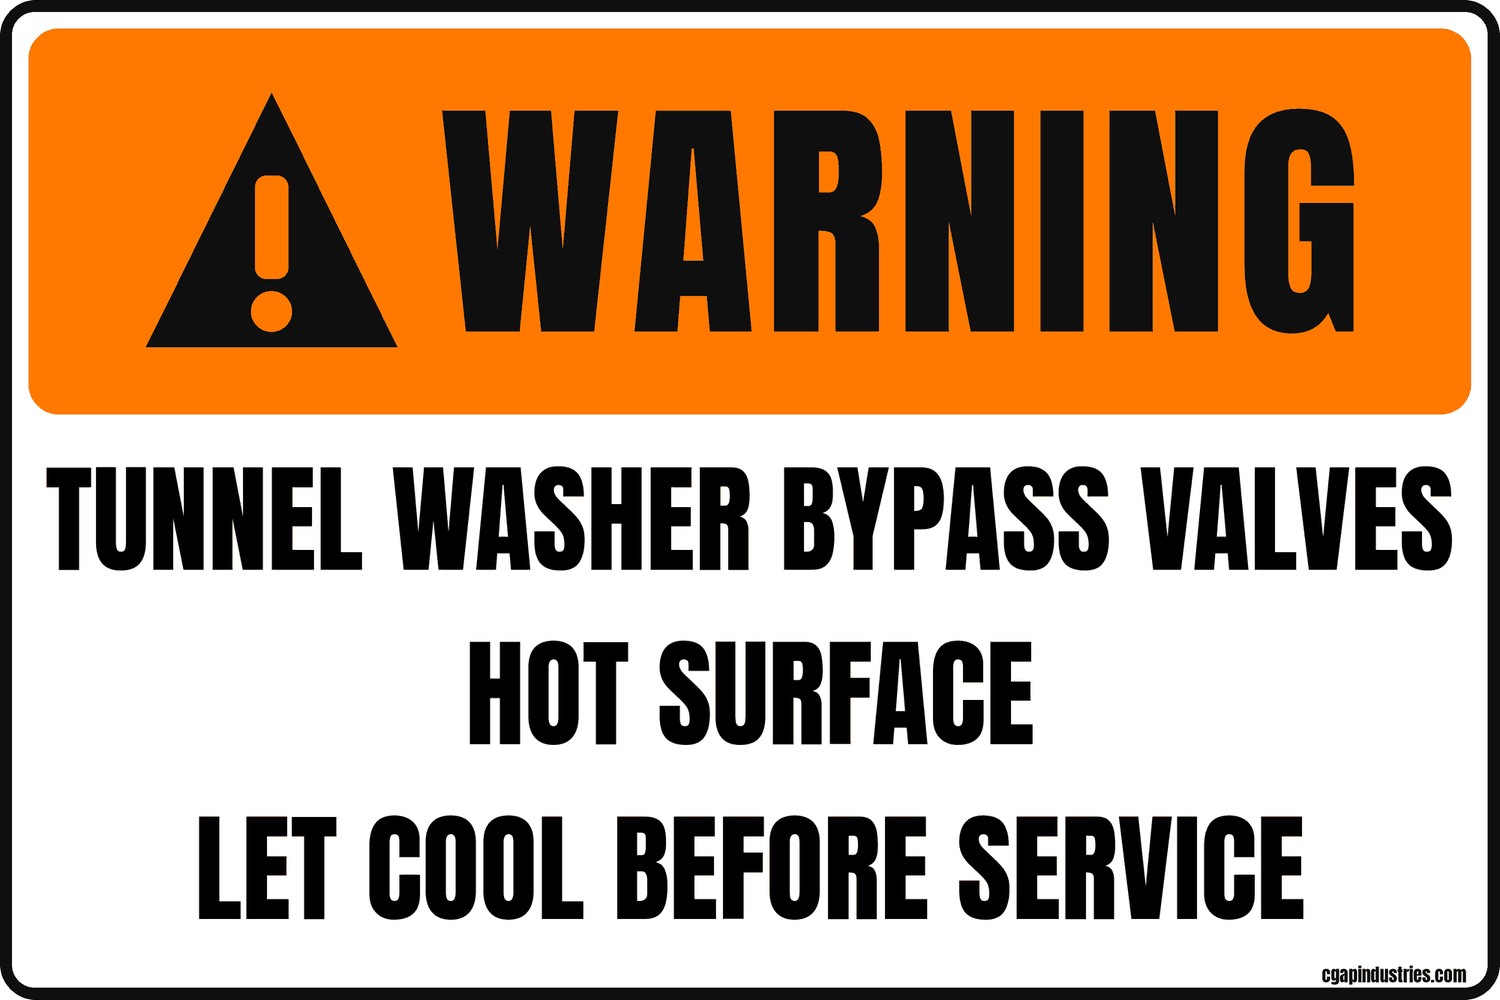 WARNING
TUNNEL WASHER BYPASS VALVES
HOT SURFACE
LET COOL BEFORE SERVICE
cgapindustries.com